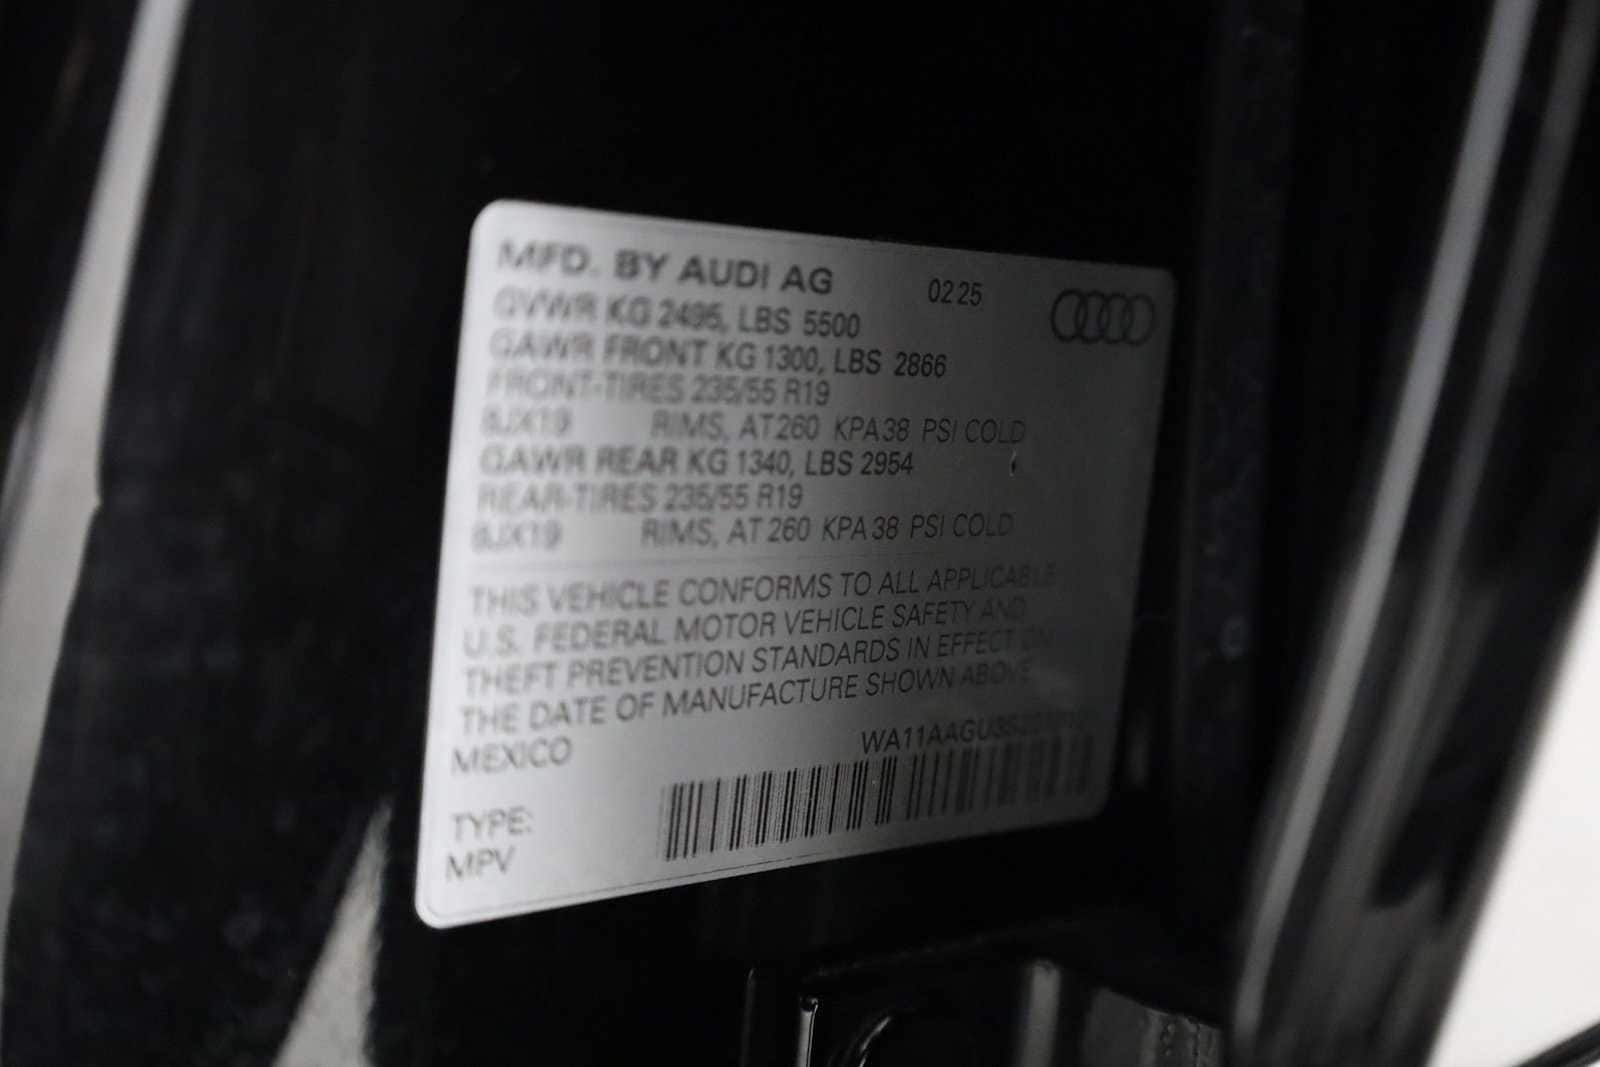 MFD. BY AUDI AG 02 25
GVWR KG 2495, LBS 5500
GAWR FRONT KG 1300, LBS 2866
FRONT-TIRES 235/55 R19
8JX19 RIMS, AT 260 KPA 38 PSI COLD
GAWR REAR KG 1340, LBS 2954
REAR-TIRES 235/55 R19
8JX19 RIMS, AT 260 KPA 38 PSI COLD
THIS VEHICLE CONFORMS TO ALL APPLICABLE
U.S. FEDERAL MOTOR VEHICLE SAFETY AND
THEFT PREVENTION STANDARDS IN EFFECT ON
THE DATE OF MANUFACTURE SHOWN ABOVE.
MEXICO
TYPE:
MPV